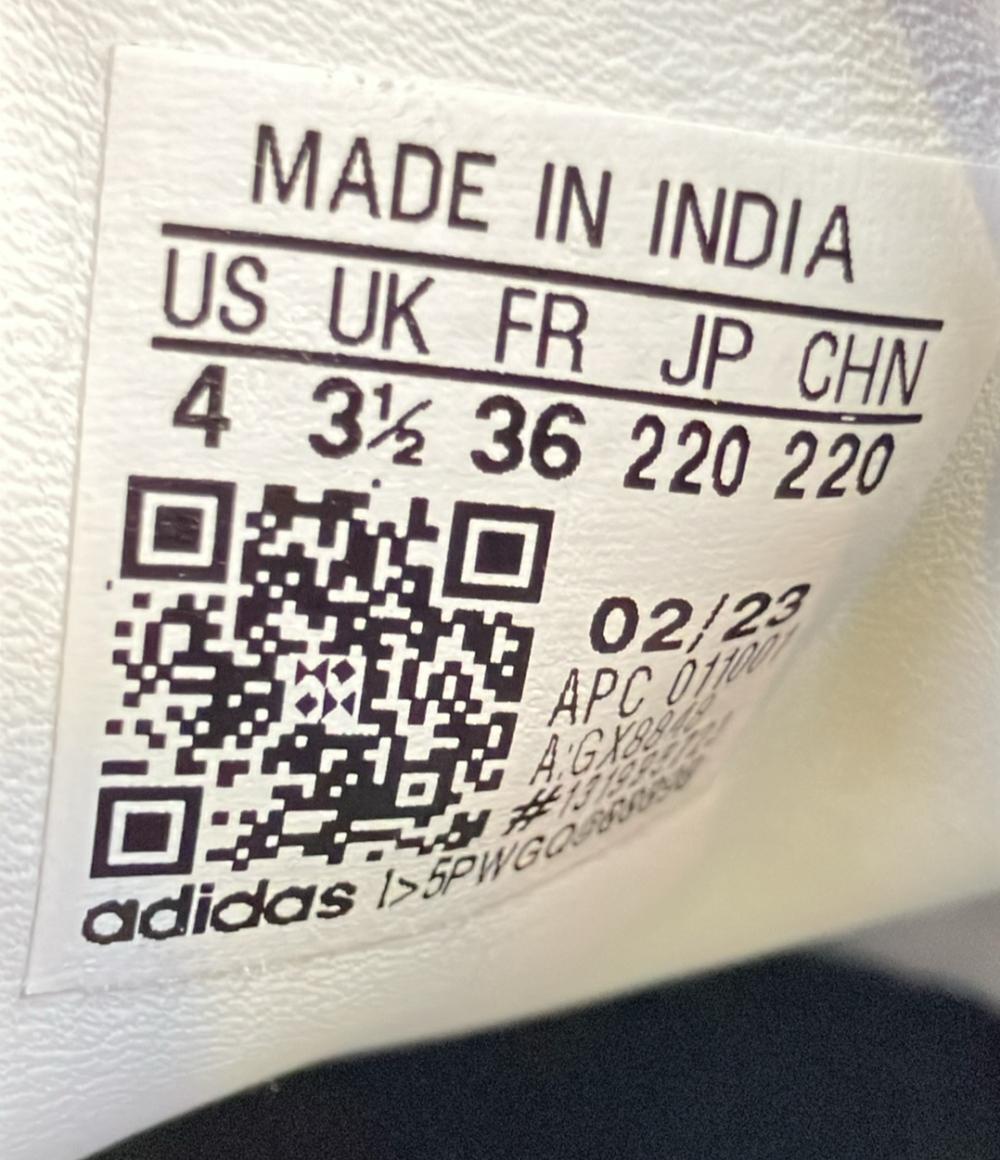 MADE IN INDIA
US UK FR JP CHN
4 3½ 36 220 220
02/23
APC 011001
adidas